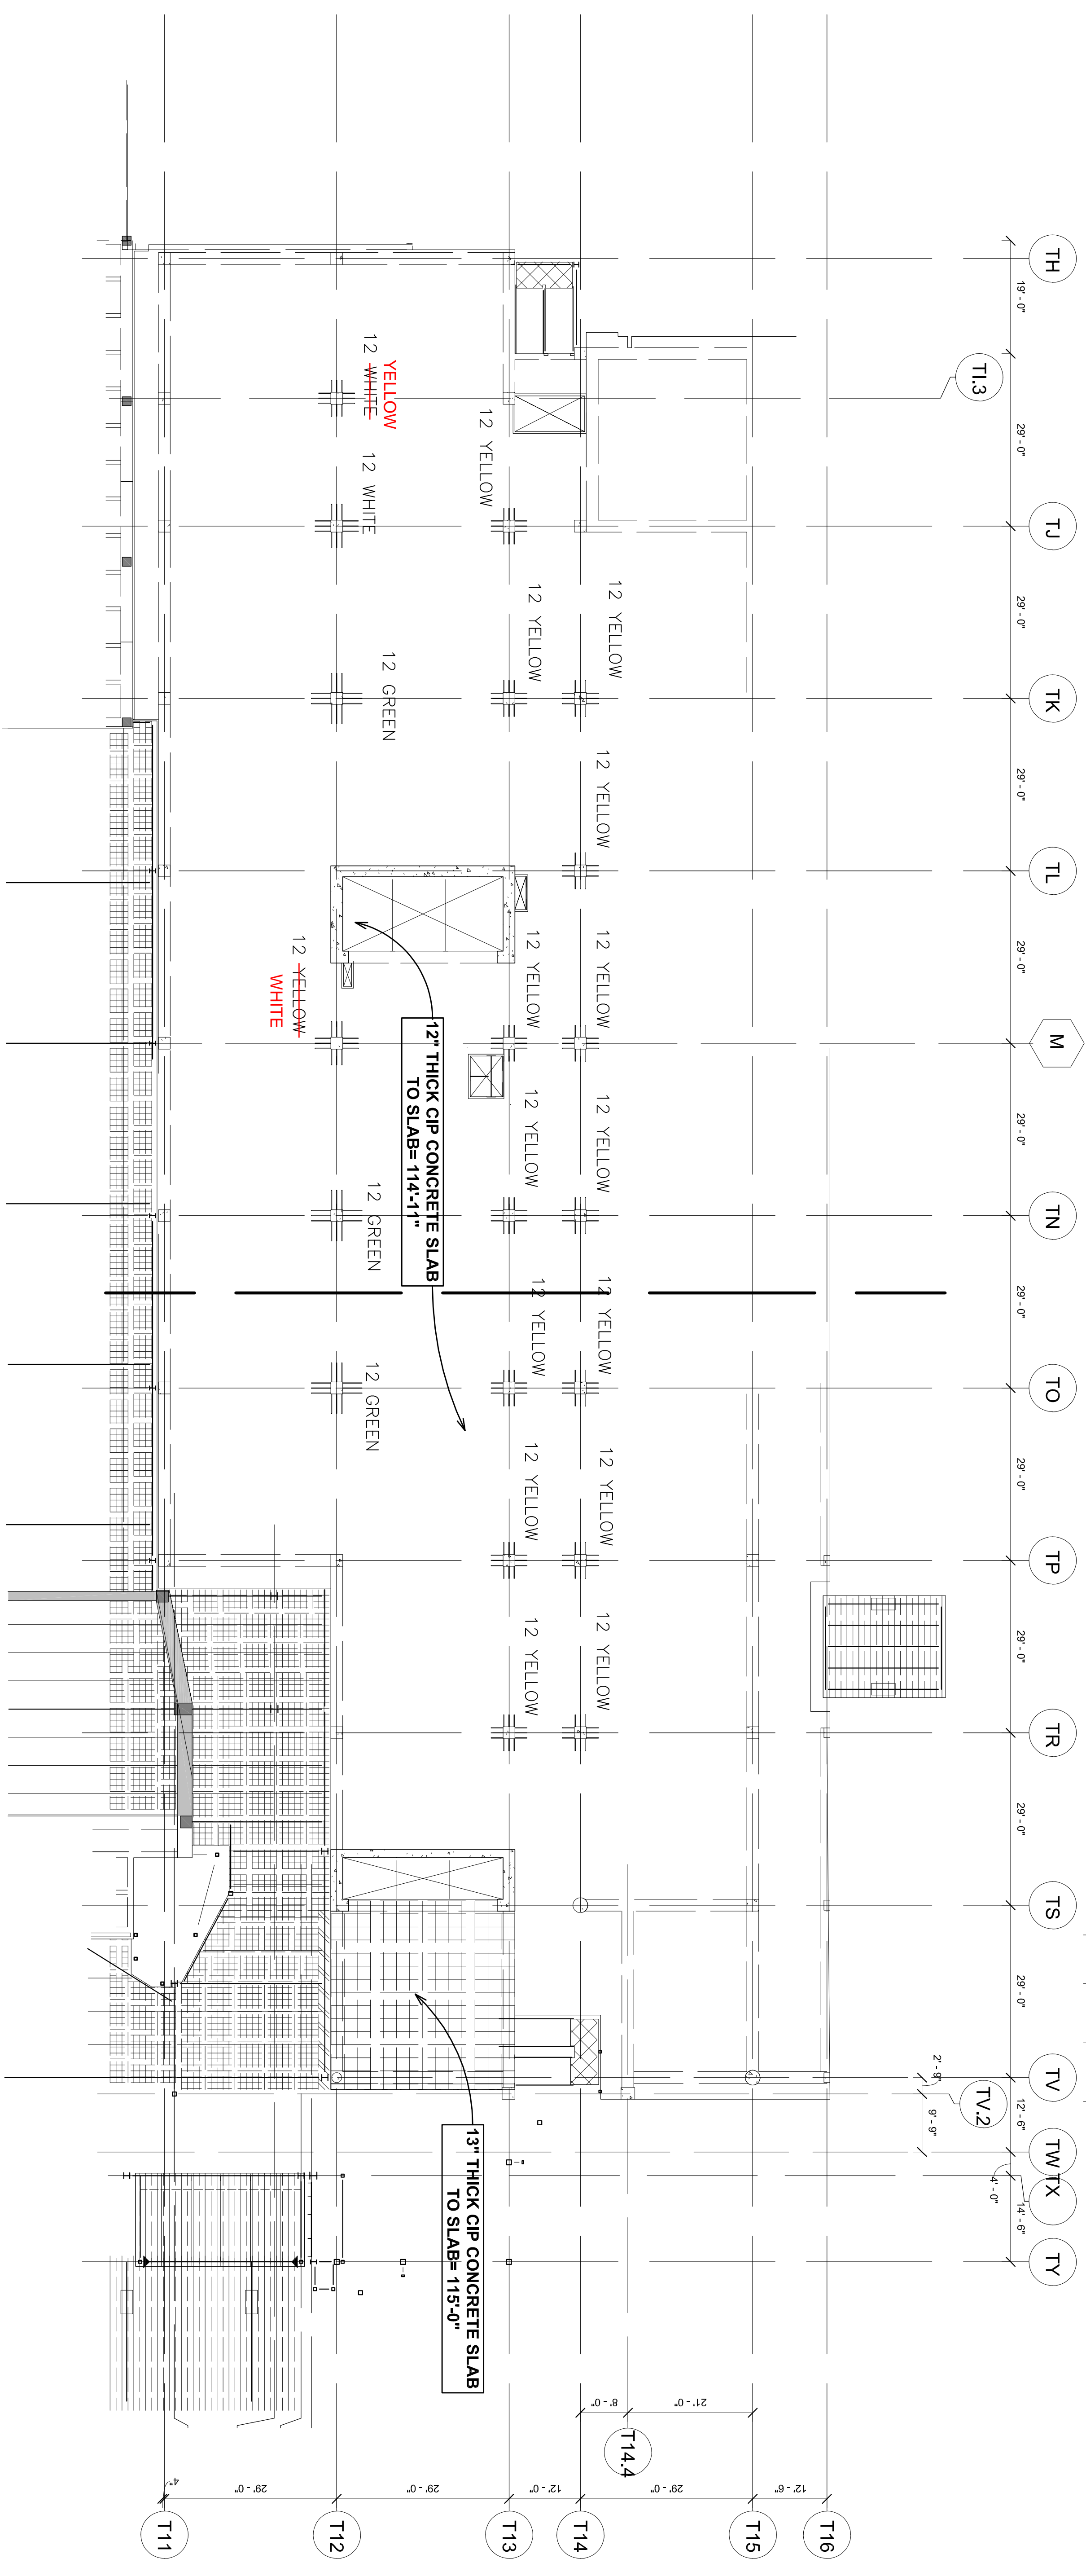 TH
19' - 0"
TI.3
29' - 0"
TJ
29' - 0"
TK
29' - 0"
TL
29' - 0"
M
29' - 0"
TN
29' - 0"
TO
29' - 0"
TP
29' - 0"
TR
29' - 0"
TS
29' - 0"
TV
2' - 9"
TV.2
12' - 6"
9' - 9"
TW
TX
4' - 0"
14' - 6"
TY
YELLOW
12 WHITE
12 WHITE
12 YELLOW
12 YELLOW
12 YELLOW
12 GREEN
12 YELLOW
12 YELLOW
WHITE
12 YELLOW
12 YELLOW
12" THICK CIP CONCRETE SLAB
TO SLAB= 114'-11"
12 YELLOW
12 YELLOW
12 GREEN
12 YELLOW
12 YELLOW
12 GREEN
12 YELLOW
12 YELLOW
12 YELLOW
12 YELLOW
13" THICK CIP CONCRETE SLAB
TO SLAB= 115'-0"
8' - 0"
21' - 0"
T14.4
4"
29' - 0"
29' - 0"
12' - 0"
29' - 0"
12' - 6"
T11
T12
T13
T14
T15
T16